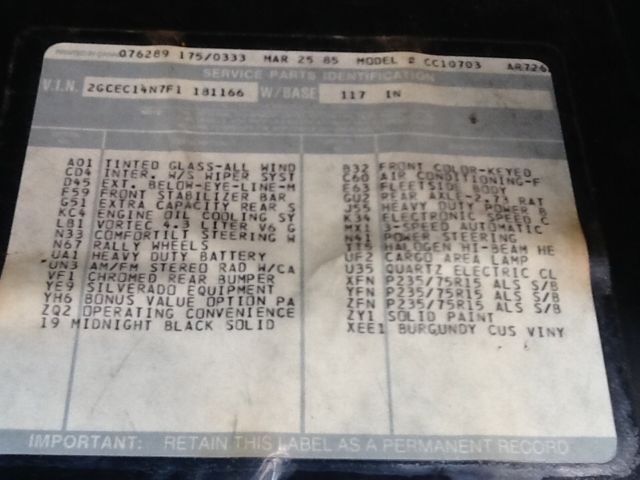 076289 175/0333 MAR 25 85 MODEL # CC10703 AR726
SERVICE PARTS IDENTIFICATION
V.I.N. 2GCEC14N7F1 181166 W/BASE 117 IN
AO1 TINTED GLASS-ALL WIND
CD4 INTER. W/S WIPER SYST
D45 EXT. BELOW-EYE-LINE-M
F59 FRONT STABILIZER BAR
G51 EXTRA CAPACITY REAR S
KC4 ENGINE OIL COOLING SY
LB1 VORTEC 4.3 LITER V6 G
N33 COMFORTILT STEERING W
N67 RALLY WHEELS
UA1 HEAVY DUTY BATTERY
UN3 AM/FM STEREO RAD W/CA
VF1 CHROMED REAR BUMPER
YE9 SILVERADO EQUIPMENT
YH6 BONUS VALUE OPTION PA
ZQ2 OPERATING CONVENIENCE
19 MIDNIGHT BLACK SOLID
B32 FRONT COLOR-KEYED
C60 AIR CONDITIONING-F
E63 FLEETSIDE BODY
GU2 REAR AXLE-2.73 RAT
J55 HEAVY DUTY POWER B
K34 ELECTRONIC SPEED C
MX1 3-SPEED AUTOMATIC
N41 POWER STEERING
TT5 HALOGEN HI-BEAM HE
UF2 CARGO AREA LAMP
U35 QUARTZ ELECTRIC CL
XFN P235/75R15 ALS S/B
YFN P235/75R15 ALS S/B
ZFN P235/75R15 ALS S/B
ZY1 SOLID PAINT
XEE1 BURGUNDY CUS VINY
IMPORTANT: RETAIN THIS LABEL AS A PERMANENT RECORD